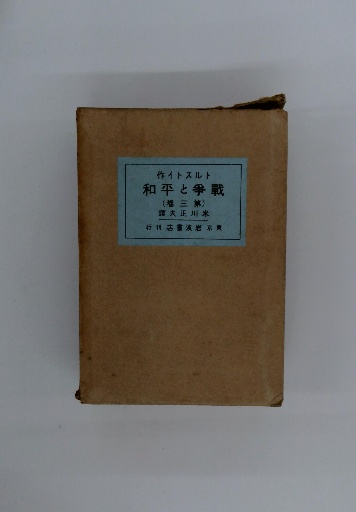 トルストイ作
戰爭と平和
(第三卷)
米川正夫譯
東京 岩波書店 刊行